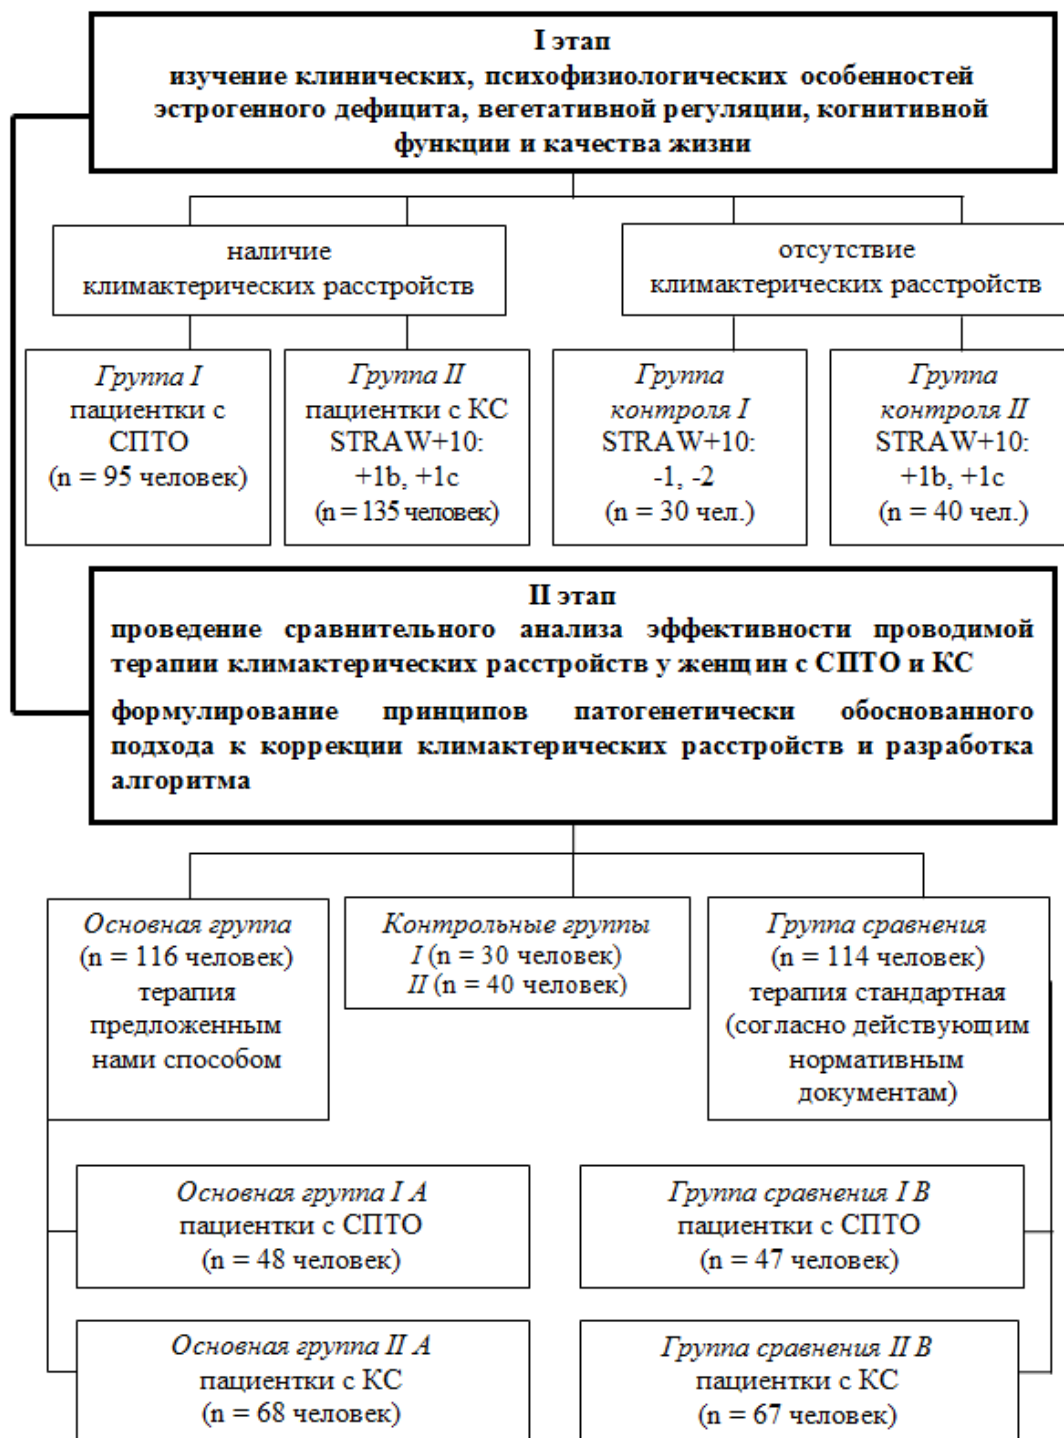 I этап
изучение клинических, психофизиологических особенностей
эстрогенного дефицита, вегетативной регуляции, когнитивной
функции и качества жизни
наличие
климактерических расстройств
отсутствие
климактерических расстройств
Группа I
пациентки с
СПТО
(n = 95 человек)
Группа II
пациентки с КС
STRAW+10:
+1b, +1c
(n = 135 человек)
Группа
контроля I
STRAW+10:
-1, -2
(n = 30 чел.)
Группа
контроля II
STRAW+10:
+1b, +1c
(n = 40 чел.)
II этап
проведение сравнительного анализа эффективности проводимой
терапии климактерических расстройств у женщин с СПТО и КС
формулирование принципов патогенетически обоснованного
подхода к коррекции климактерических расстройств и разработка
алгоритма
Основная группа
(n = 116 человек)
терапия
предложенным
нами способом
Контрольные группы
I (n = 30 человек)
II (n = 40 человек)
Группа сравнения
(n = 114 человек)
терапия стандартная
(согласно действующим
нормативным
документам)
Основная группа I А
пациентки с СПТО
(n = 48 человек)
Группа сравнения I В
пациентки с СПТО
(n = 47 человек)
Основная группа II А
пациентки с КС
(n = 68 человек)
Группа сравнения II В
пациентки с КС
(n = 67 человек)